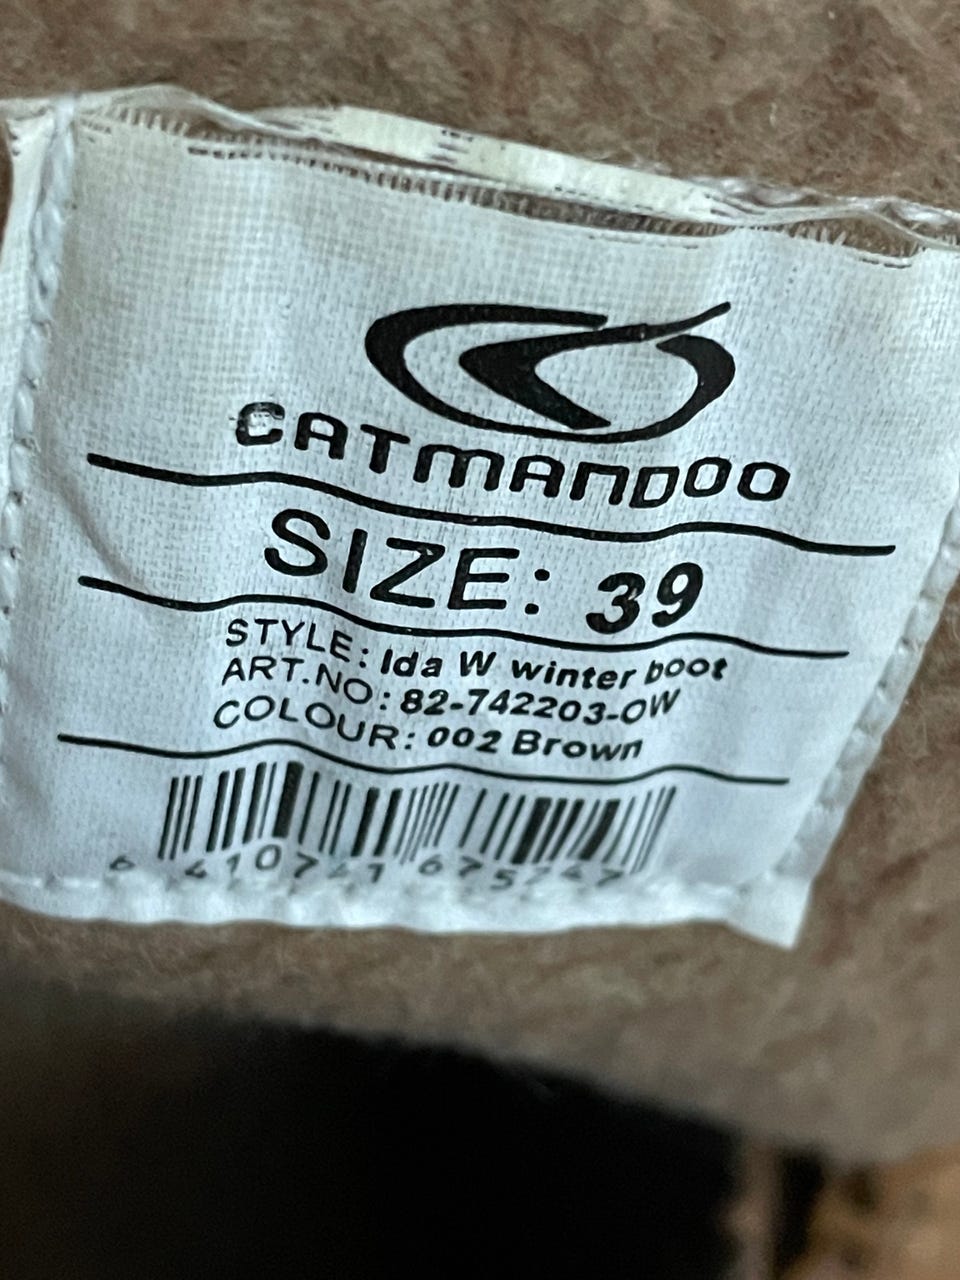 CATMANDOO
SIZE: 39
STYLE: Ida W winter boot
ART.NO: 82-742203-OW
COLOUR: 002 Brown